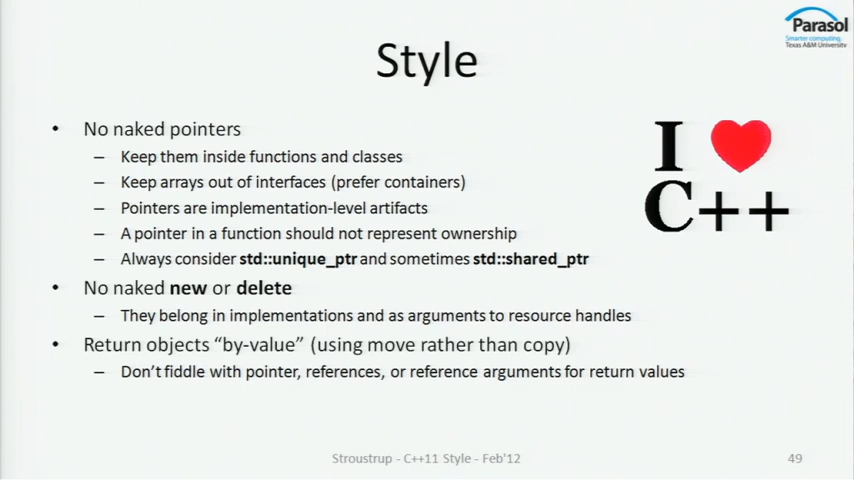 Parasol
Smarter computing.
Texas A&M University
Style
• No naked pointers
– Keep them inside functions and classes
– Keep arrays out of interfaces (prefer containers)
– Pointers are implementation-level artifacts
– A pointer in a function should not represent ownership
– Always consider std::unique_ptr and sometimes std::shared_ptr
• No naked new or delete
– They belong in implementations and as arguments to resource handles
• Return objects “by-value” (using move rather than copy)
– Don’t fiddle with pointer, references, or reference arguments for return values
I ❤
C++
Stroustrup - C++11 Style - Feb'12
49